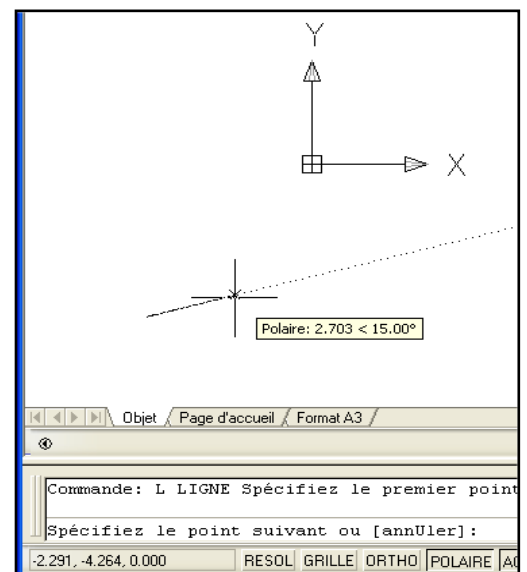 Y
X
Polaire: 2.703 < 15.00°
Objet Page d'accueil Format A3
Commande: L LIGNE Spécifiez le premier point
Spécifiez le point suivant ou [annUler]:
-2.291, -4.264, 0.000 RESOL GRILLE ORTHO POLAIRE